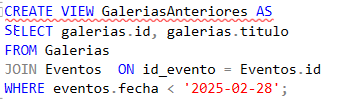 CREATE VIEW GaleriasAnteriores AS
SELECT galerias.id, galerias.titulo
FROM Galerias
JOIN Eventos  ON id_evento = Eventos.id
WHERE eventos.fecha < '2025-02-28';